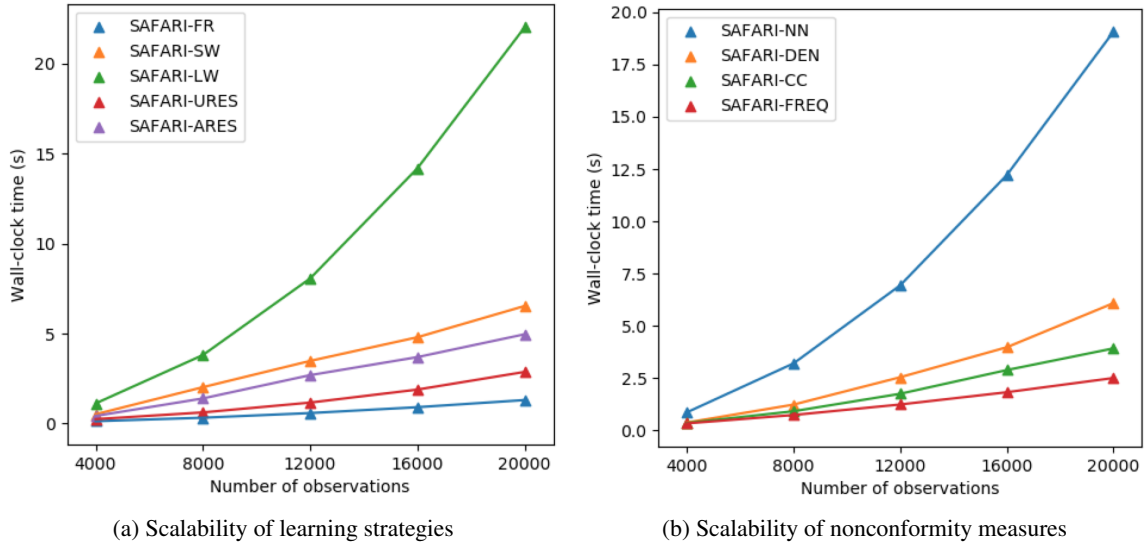 SAFARI-FR
SAFARI-SW
SAFARI-LW
SAFARI-URES
SAFARI-ARES
20
15
10
5
0
Wall-clock time (s)
4000 8000 12000 16000 20000
Number of observations
(a) Scalability of learning strategies
SAFARI-NN
SAFARI-DEN
SAFARI-CC
SAFARI-FREQ
20.0
17.5
15.0
12.5
10.0
7.5
5.0
2.5
0.0
Wall-clock time (s)
4000 8000 12000 16000 20000
Number of observations
(b) Scalability of nonconformity measures